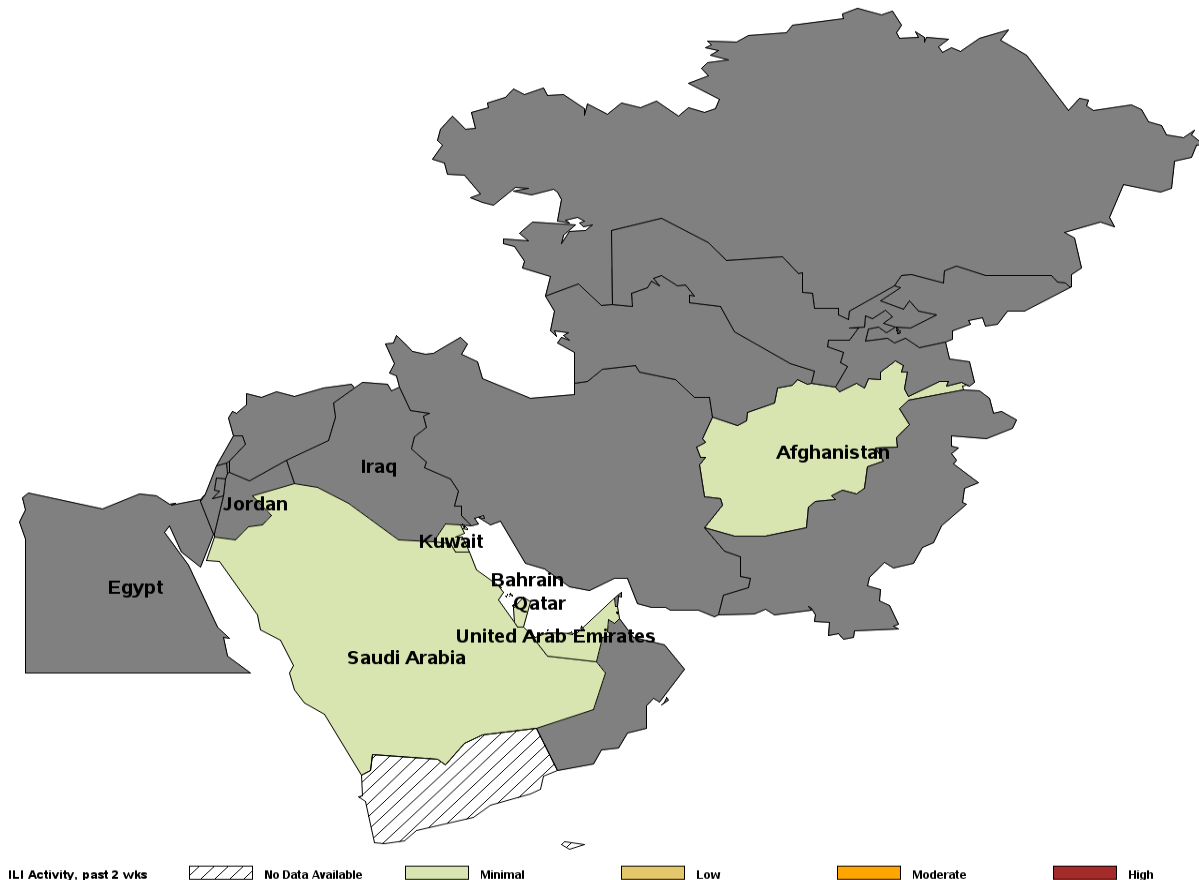 Afghanistan
Iraq
Jordan
Kuwait
Bahrain
Egypt
Qatar
United Arab Emirates
Saudi Arabia
ILI Activity, past 2 wks No Data Available Minimal Low Moderate High